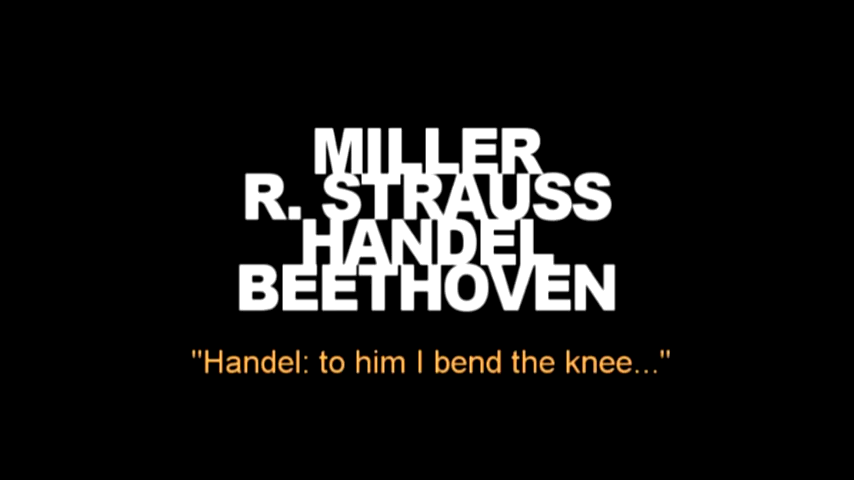 MILLER
R. STRAUSS
HANDEL
BEETHOVEN
"Handel: to him I bend the knee..."